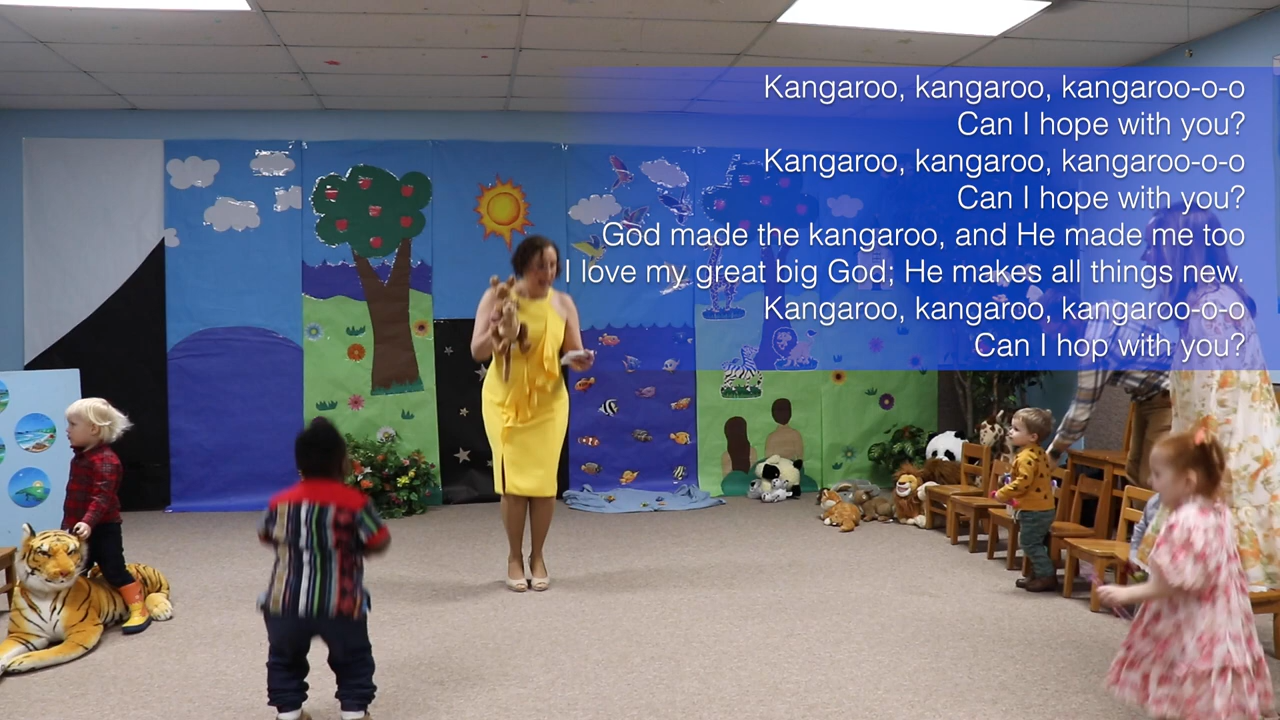 Kangaroo, kangaroo, kangaroo-o-o
Can I hope with you?
Kangaroo, kangaroo, kangaroo-o-o
Can I hope with you?
God made the kangaroo, and He made me too
I love my great big God; He makes all things new.
Kangaroo, kangaroo, kangaroo-o-o
Can I hop with you?